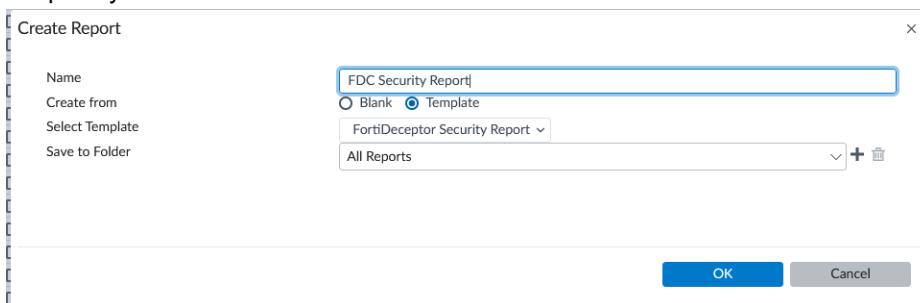 Create Report
Name
FDC Security Report
Create from
Blank Template
Select Template
FortiDeceptor Security Report
Save to Folder
All Reports
OK Cancel